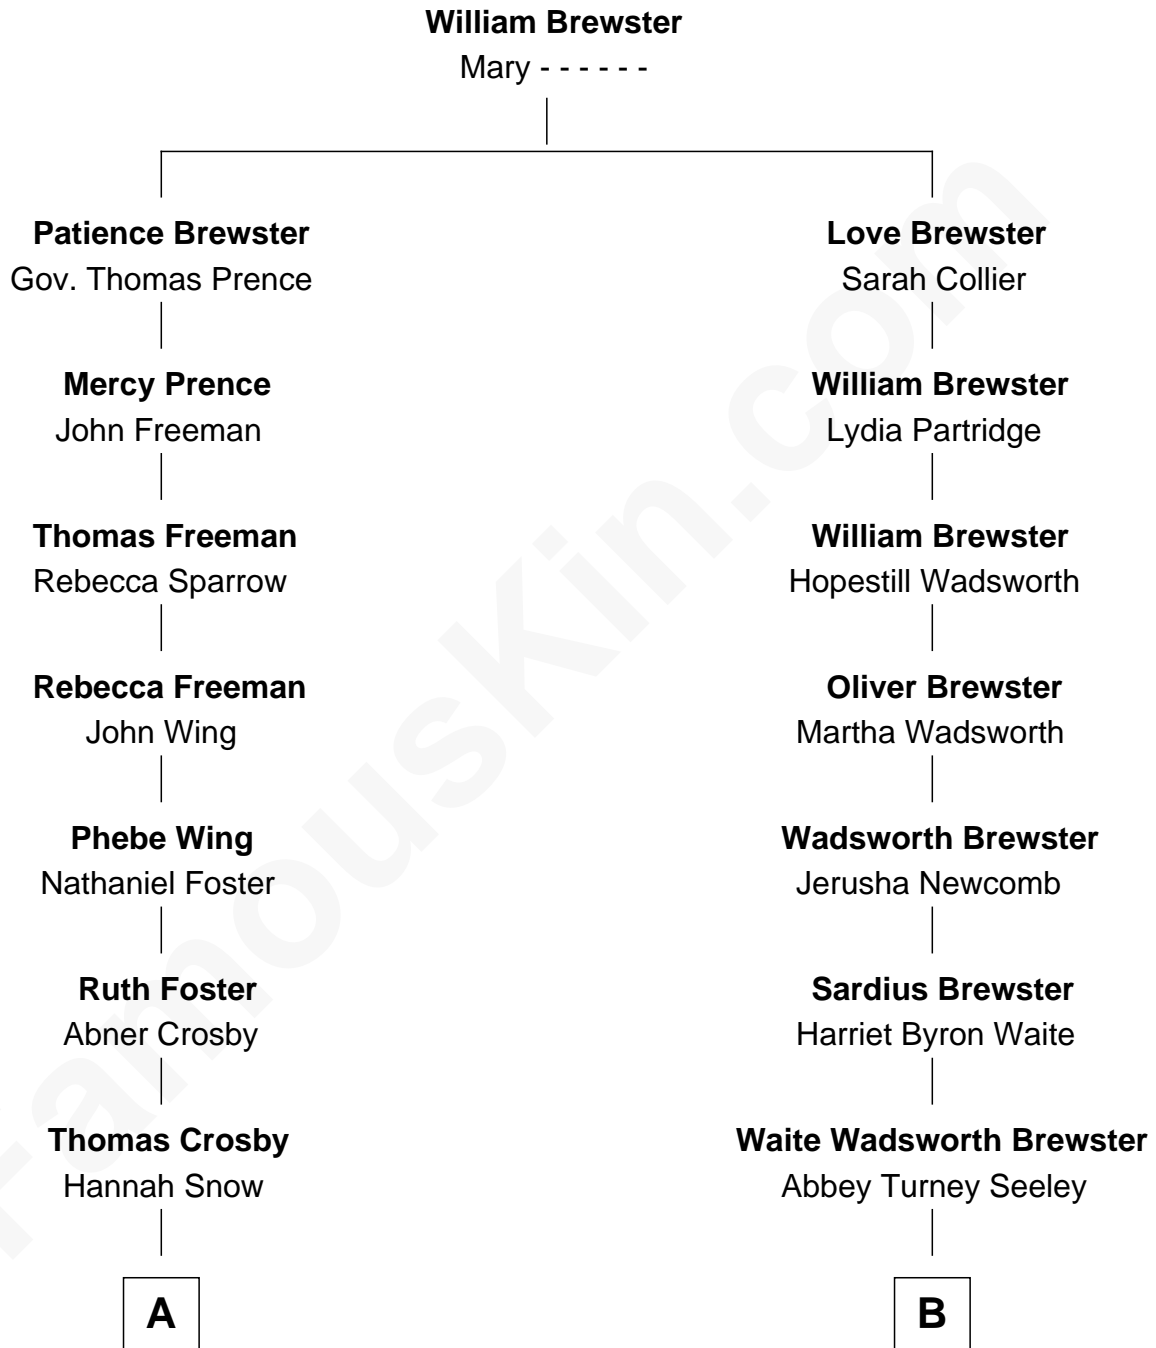 William Brewster
Mary - - - - - -
Patience Brewster
Gov. Thomas Prence
Mercy Prence
John Freeman
Thomas Freeman
Rebecca Sparrow
Rebecca Freeman
John Wing
Phebe Wing
Nathaniel Foster
Ruth Foster
Abner Crosby
Thomas Crosby
Hannah Snow
A
Love Brewster
Sarah Collier
William Brewster
Lydia Partridge
William Brewster
Hopestill Wadsworth
Oliver Brewster
Martha Wadsworth
Wadsworth Brewster
Jerusha Newcomb
Sardius Brewster
Harriet Byron Waite
Waite Wadsworth Brewster
Abbey Turney Seeley
B
FamousKin.com